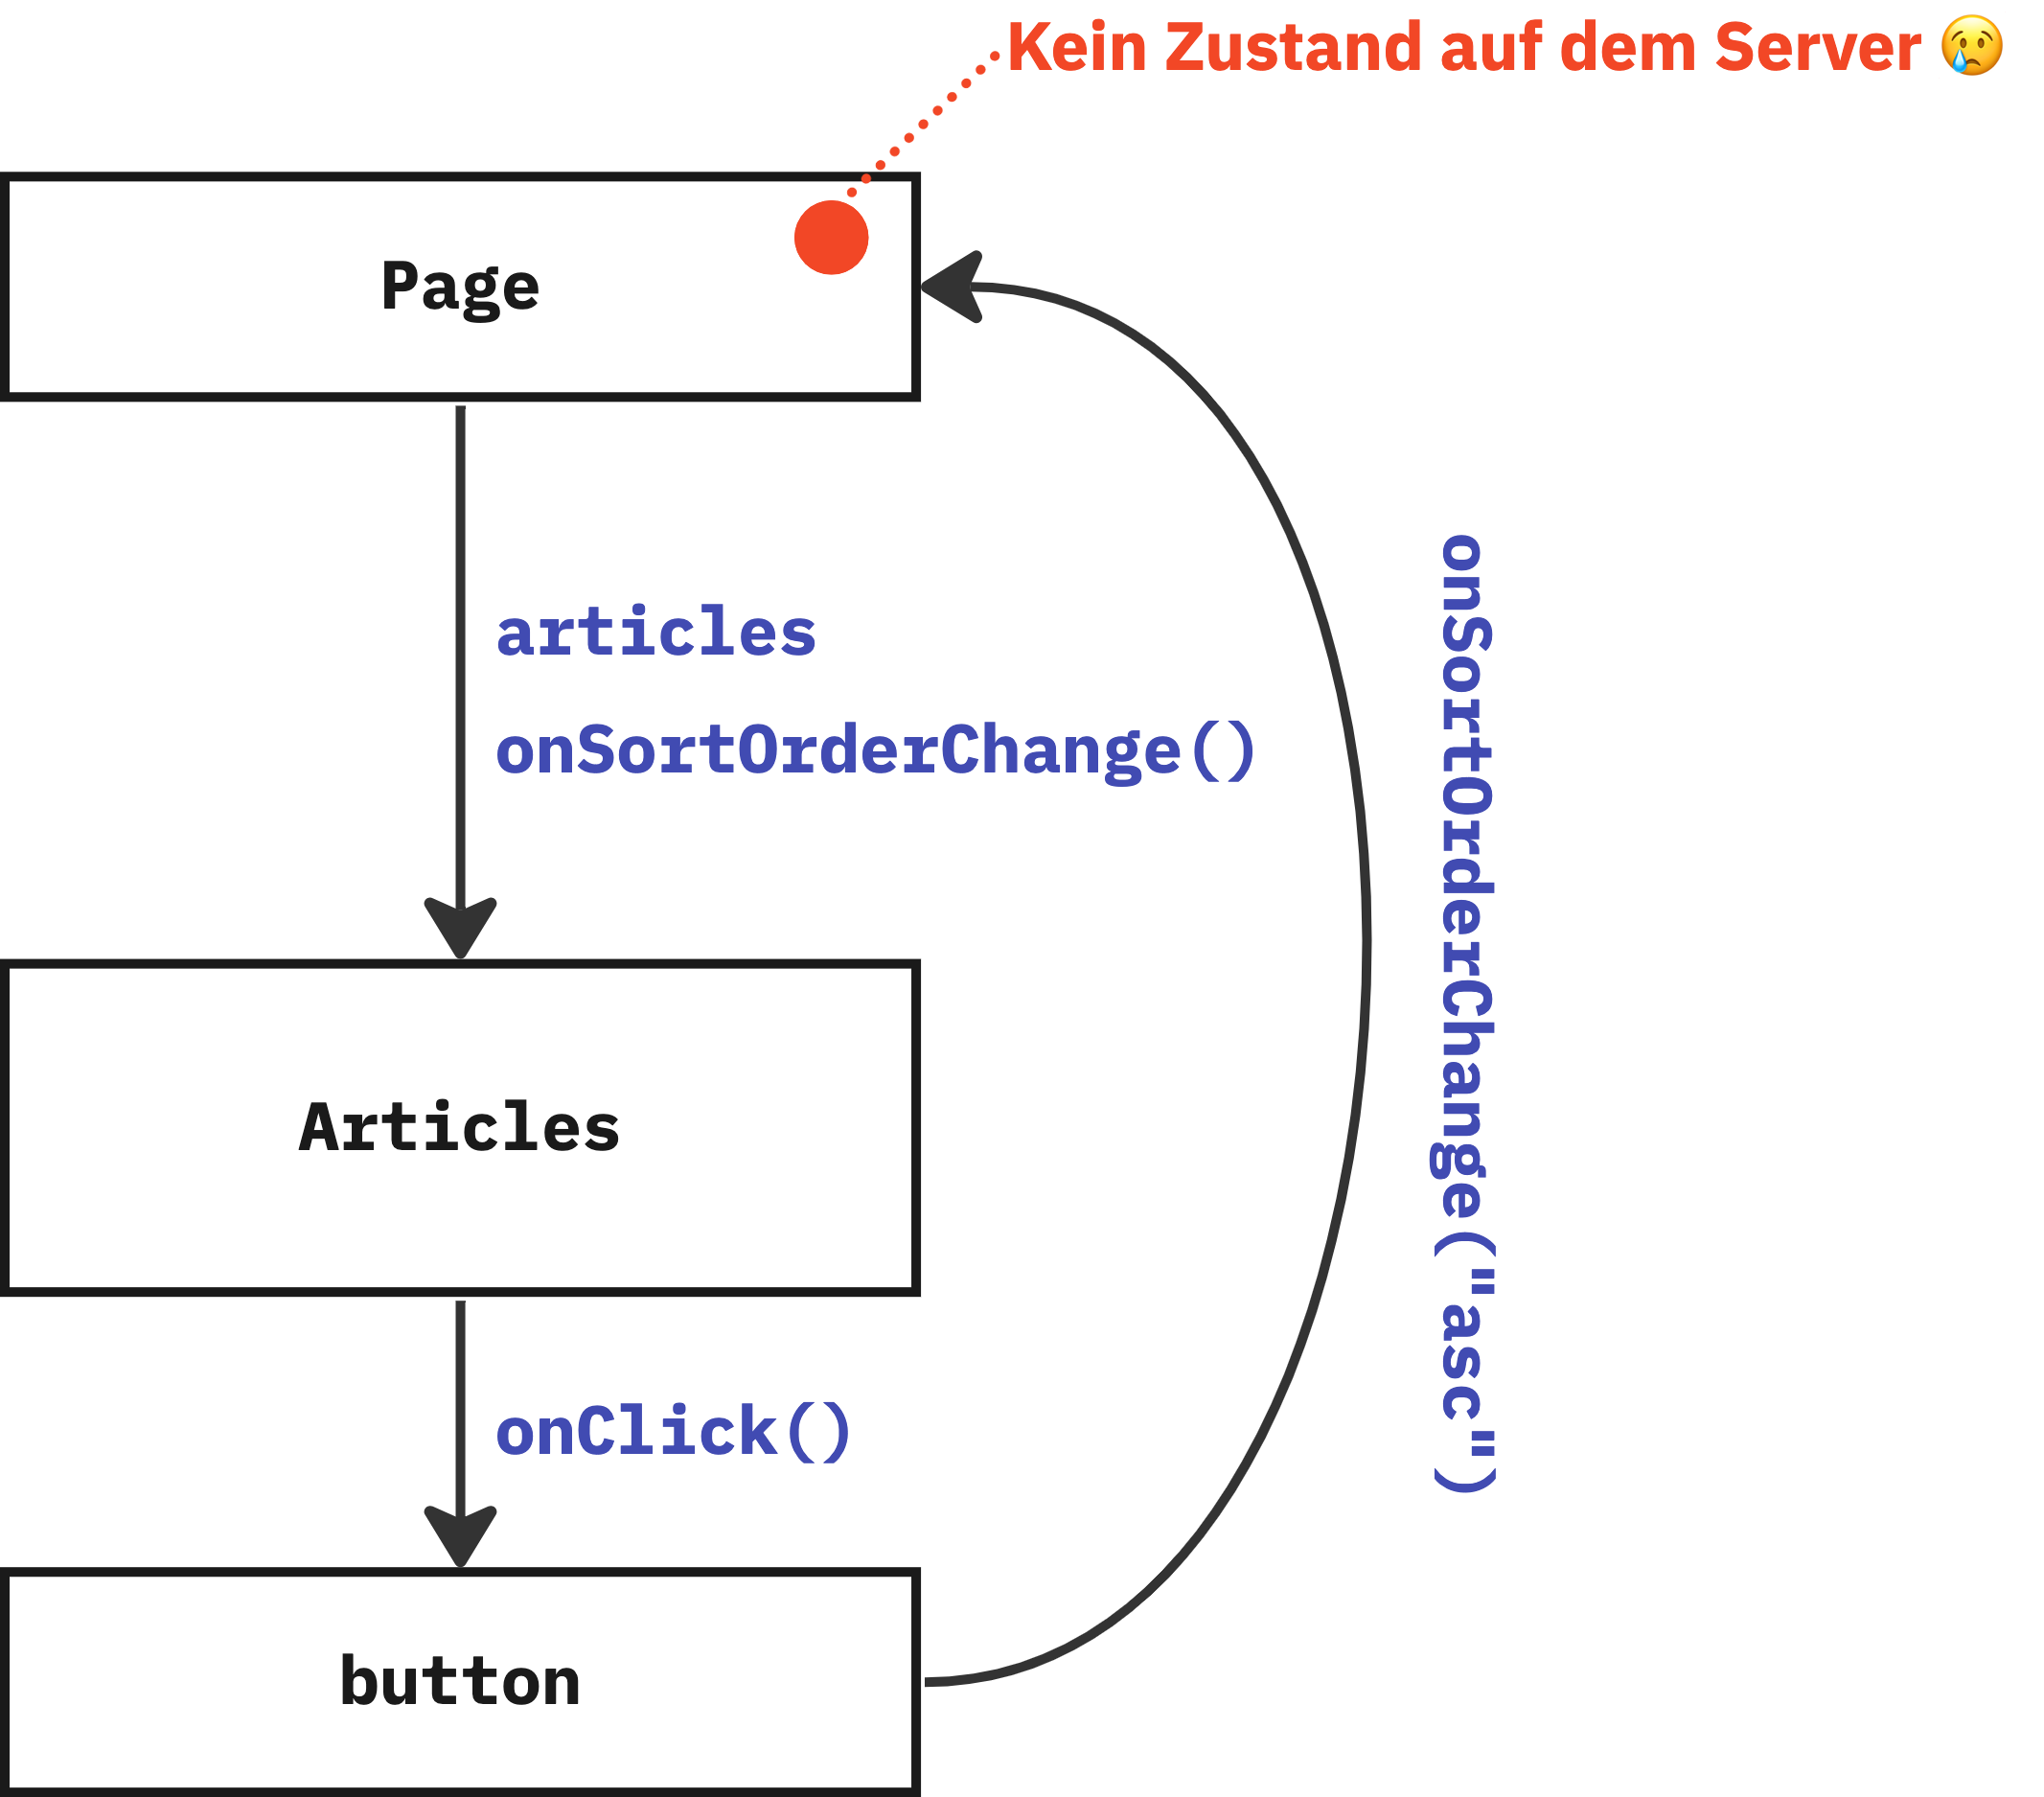 Kein Zustand auf dem Server 😢
Page
articles
onSortOrderChange()
onSortOrderChange("asc")
Articles
onClick()
button